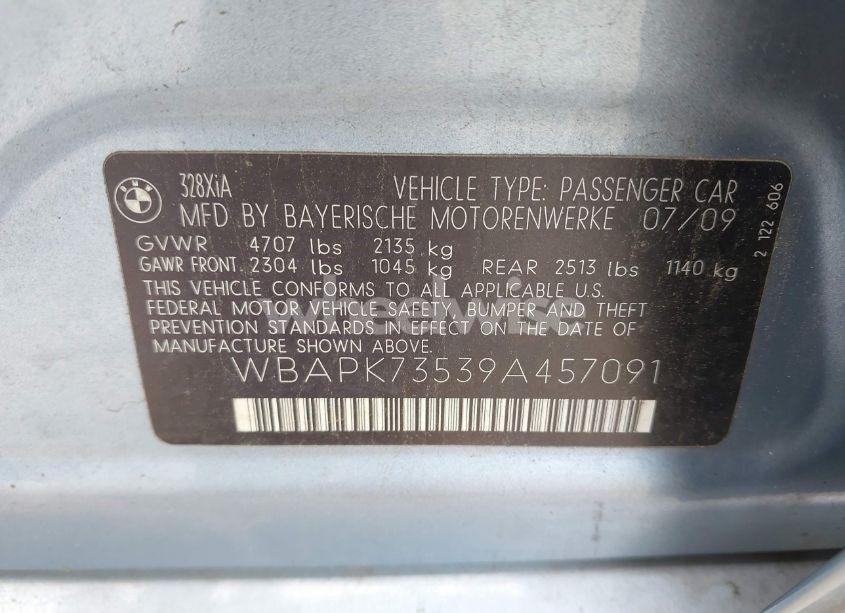 BMW
328XiA
VEHICLE TYPE: PASSENGER CAR
MFD BY BAYERISCHE MOTORENWERKE 07/09
GVWR 4707 lbs 2135 kg
GAWR FRONT. 2304 lbs 1045 kg REAR 2513 lbs 1140 kg
THIS VEHICLE CONFORMS TO ALL APPLICABLE U.S.
FEDERAL MOTOR VEHICLE SAFETY, BUMPER AND THEFT
PREVENTION STANDARDS IN EFFECT ON THE DATE OF
MANUFACTURE SHOWN ABOVE.
WBAPK73539A457091
2 122 606